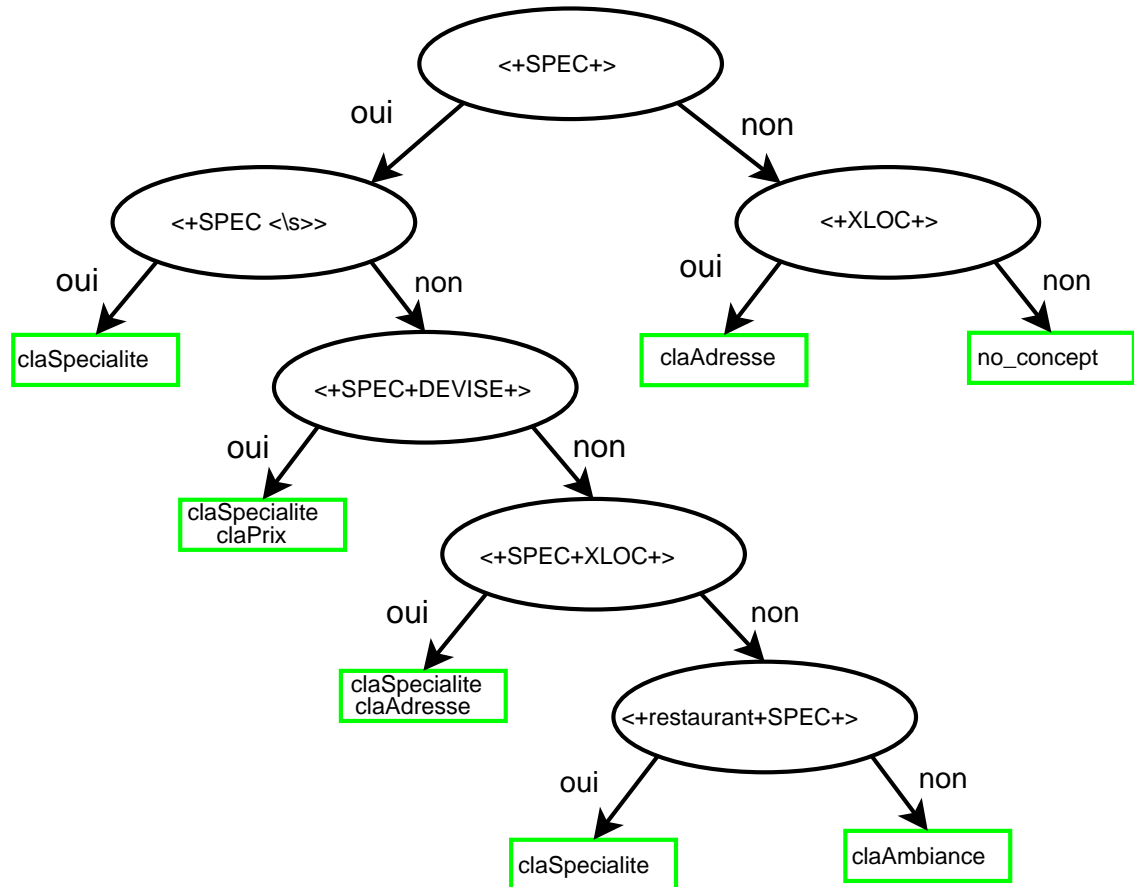 <+SPEC+>
oui
non
<+SPEC <\s>>
<+XLOC+>
oui
non
oui
non
claSpecialite
<+SPEC+DEVISE+>
claAdresse
no_concept
oui
non
claSpecialite
claPrix
<+SPEC+XLOC+>
oui
non
claSpecialite
claAdresse
<+restaurant+SPEC+>
oui
non
claSpecialite
claAmbiance